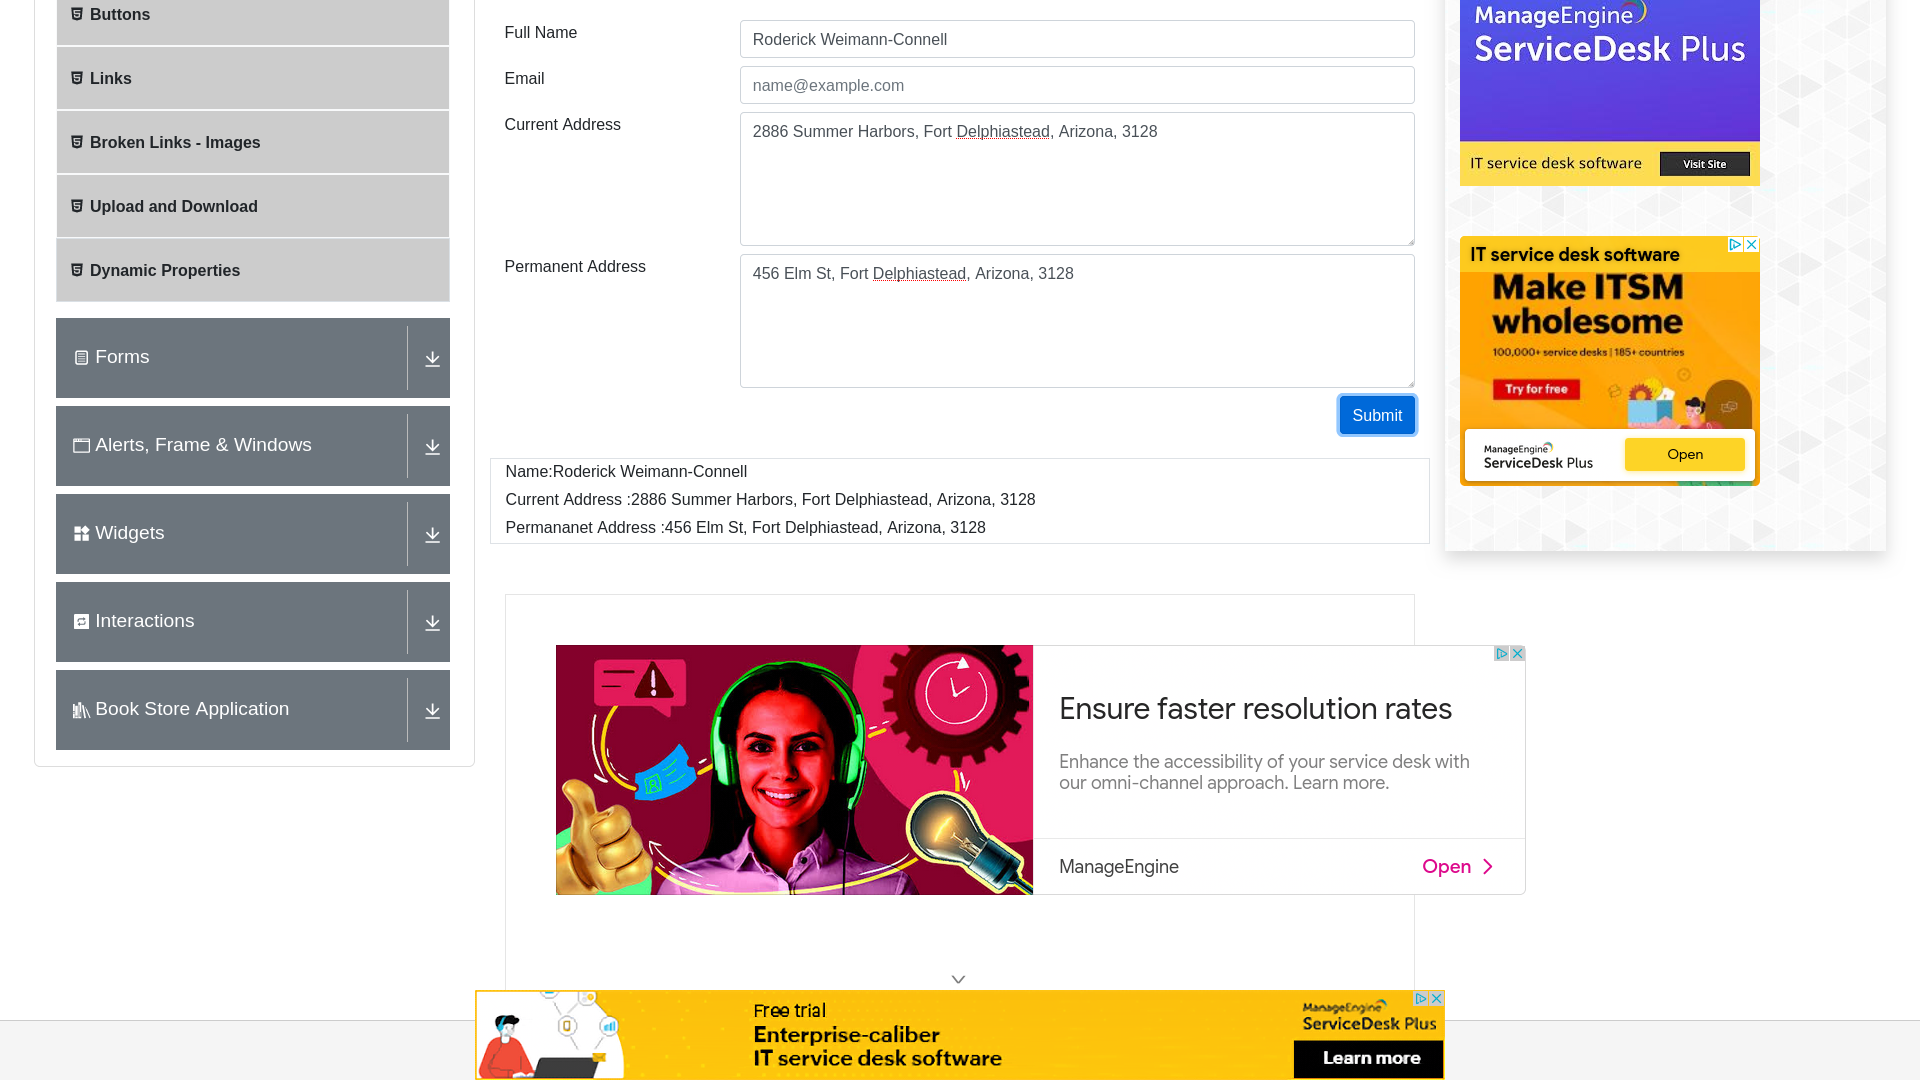 Buttons
Links
Broken Links - Images
Upload and Download
Dynamic Properties
Forms
Alerts, Frame & Windows
Widgets
Interactions
Book Store Application
Full Name
Roderick Weimann-Connell
Email
name@example.com
Current Address
2886 Summer Harbors, Fort Delphiastead, Arizona, 3128
Permanent Address
456 Elm St, Fort Delphiastead, Arizona, 3128
Submit
Name:Roderick Weimann-Connell
Current Address :2886 Summer Harbors, Fort Delphiastead, Arizona, 3128
Permananet Address :456 Elm St, Fort Delphiastead, Arizona, 3128
Ensure faster resolution rates
Enhance the accessibility of your service desk with
our omni-channel approach. Learn more.
ManageEngine
Open
ManageEngine
ServiceDesk Plus
IT service desk software
Visit Site
IT service desk software
Make ITSM
wholesome
100,000+ service desks | 185+ countries
Try for free
ManageEngine
ServiceDesk Plus
Open
Free trial
Enterprise-caliber
IT service desk software
ManageEngine
ServiceDesk Plus
Learn more